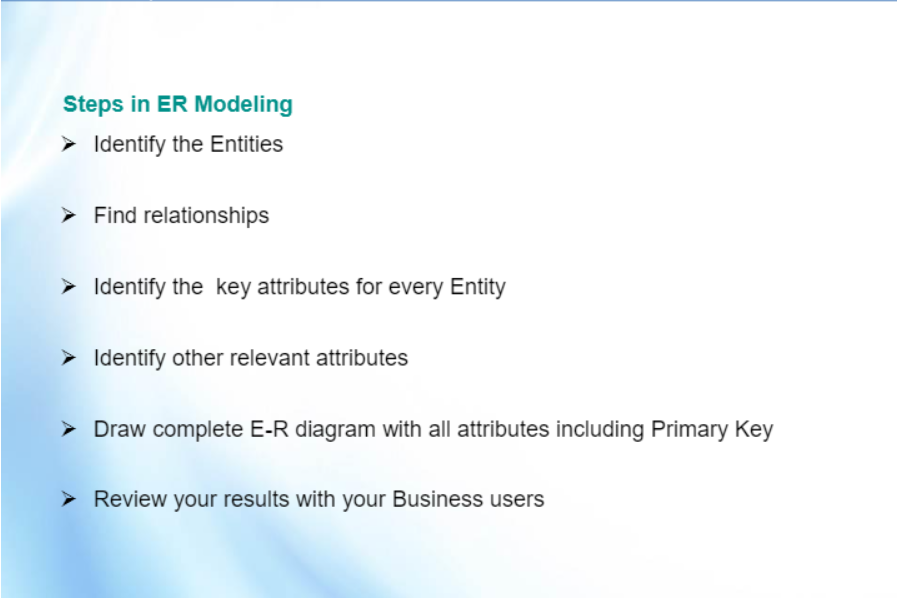 Steps in ER Modeling
➢ Identify the Entities
➢ Find relationships
➢ Identify the  key attributes for every Entity
➢ Identify other relevant attributes
➢ Draw complete E-R diagram with all attributes including Primary Key
➢ Review your results with your Business users